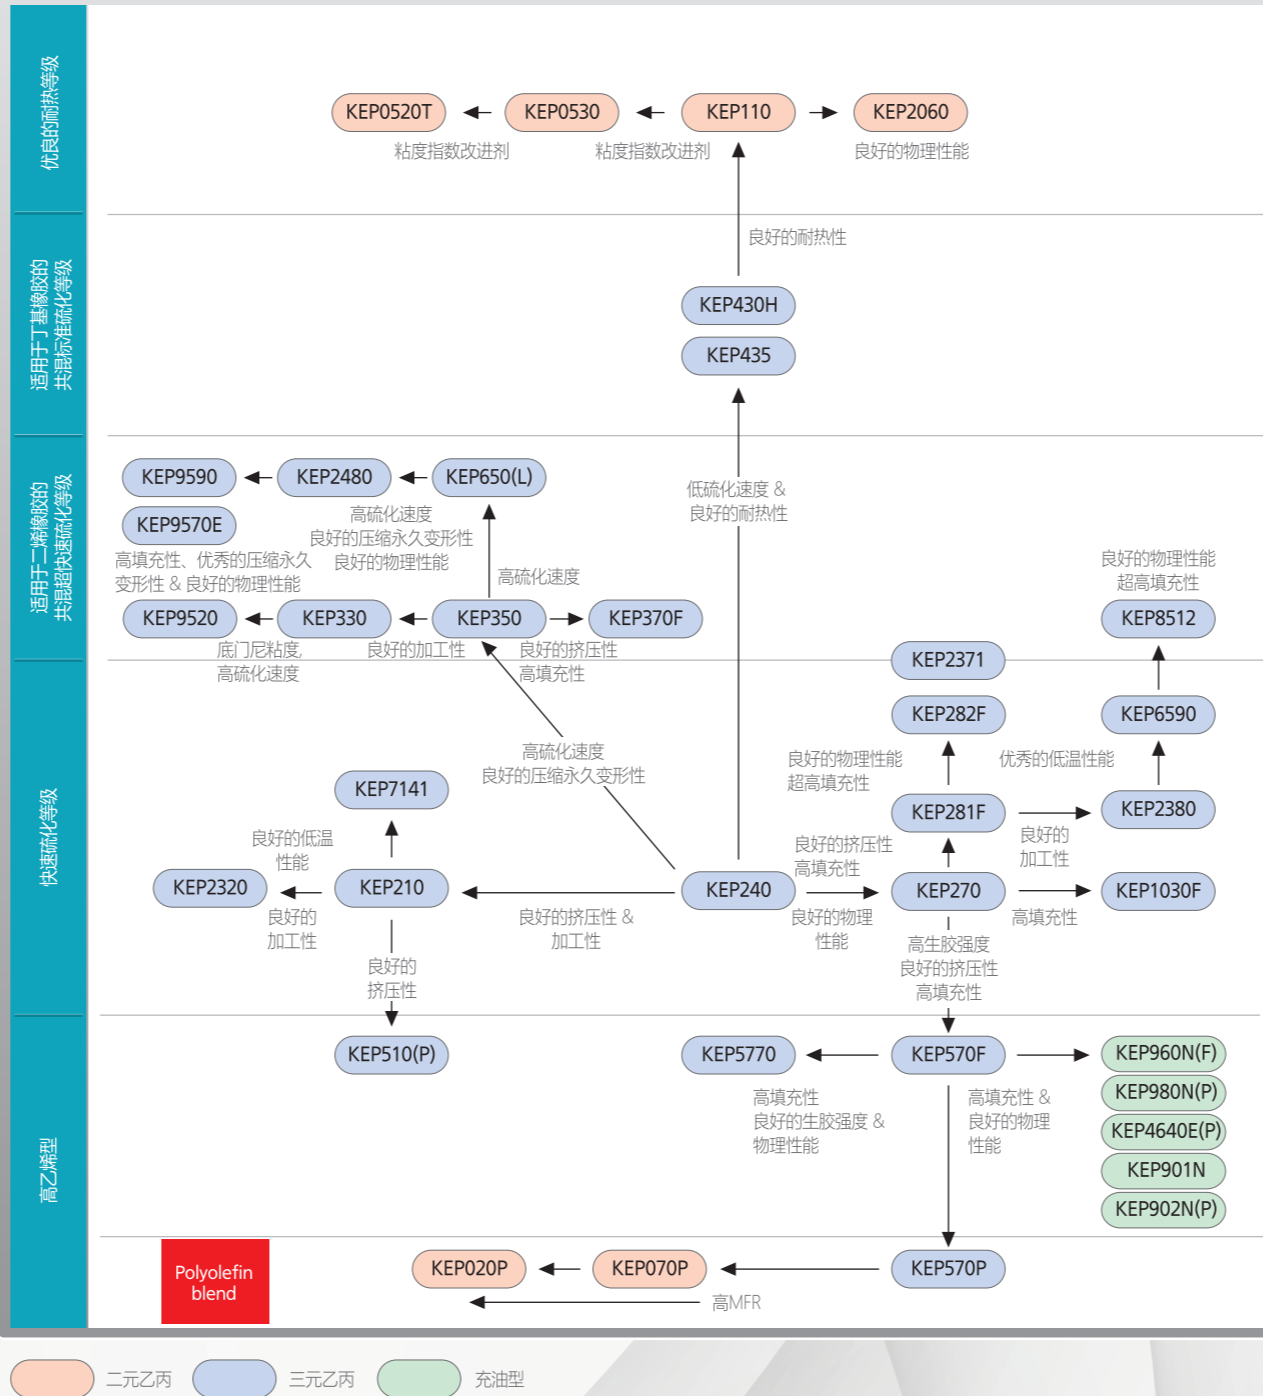 优良的耐热等级
KEP0520T
KEP0530
KEP110
KEP2060
粘度指数改进剂
粘度指数改进剂
良好的物理性能
适用于丁基橡胶的
共混标准硫化等级
良好的耐热性
KEP430H
KEP435
适用于二烯橡胶的
共混超快速硫化等级
KEP9590
KEP2480
KEP650(L)
低硫化速度 &
良好的耐热性
KEP9570E
高硫化速度
良好的压缩永久变形性
良好的物理性能
高填充性、优秀的压缩永久
变形性 & 良好的物理性能
高硫化速度
良好的物理性能
超高填充性
KEP9520
KEP330
KEP350
KEP370F
KEP8512
底门尼粘度,
高硫化速度
良好的加工性
良好的挤压性
高填充性
快速硫化等级
KEP2371
KEP282F
KEP6590
高硫化速度
良好的压缩永久变形性
良好的物理性能
超高填充性
优秀的低温性能
KEP7141
KEP281F
KEP2380
良好的低温
性能
良好的挤压性
高填充性
良好的
加工性
KEP2320
KEP210
KEP240
KEP270
KEP1030F
良好的
加工性
良好的挤压性 &
加工性
良好的物理
性能
高填充性
良好的
挤压性
高生胶强度
良好的挤压性
高填充性
高乙烯型
KEP510(P)
KEP5770
KEP570F
KEP960N(F)
KEP980N(P)
KEP4640E(P)
KEP901N
KEP902N(P)
高填充性
良好的生胶强度 &
物理性能
高填充性 &
良好的物理
性能
Polyolefin
blend
KEP020P
KEP070P
KEP570P
高MFR
二元乙丙
三元乙丙
充油型